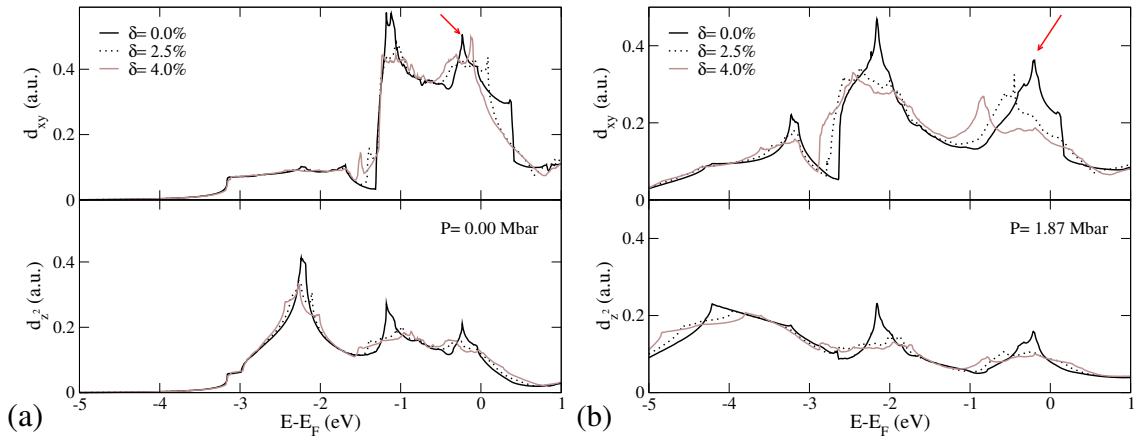 δ= 0.0%
δ= 2.5%
δ= 4.0%
0.4
0.2
0
d_xy (a.u.)
P= 0.00 Mbar
0.4
0.2
0
d_z² (a.u.)
-5 -4 -3 -2 -1 0 1
E-E_F (eV)
(a)
δ= 0.0%
δ= 2.5%
δ= 4.0%
0.4
0.2
0
d_xy (a.u.)
P= 1.87 Mbar
0.4
0.2
0
d_z² (a.u.)
-5 -4 -3 -2 -1 0 1
E-E_F (eV)
(b)